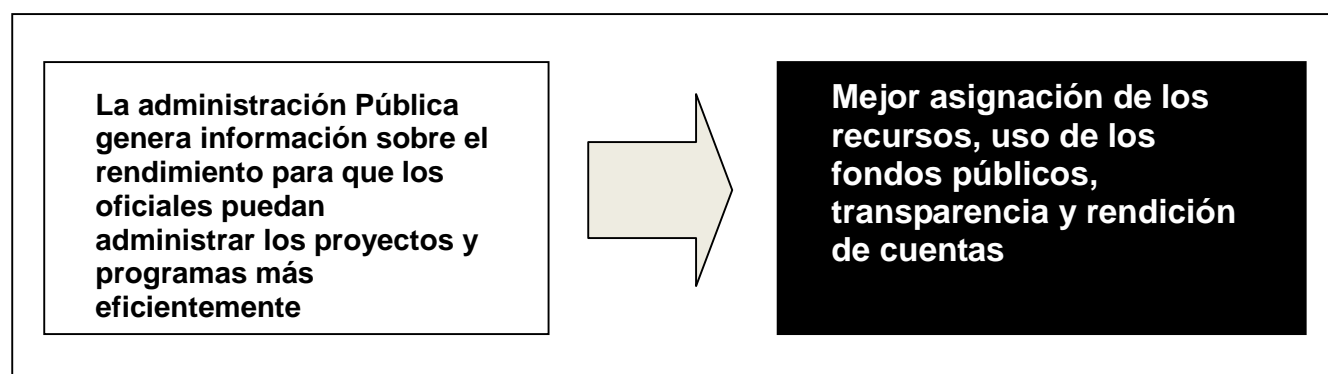 La administración Pública
genera información sobre el
rendimiento para que los
oficiales puedan
administrar los proyectos y
programas más
eficientemente
Mejor asignación de los
recursos, uso de los
fondos públicos,
transparencia y rendición
de cuentas